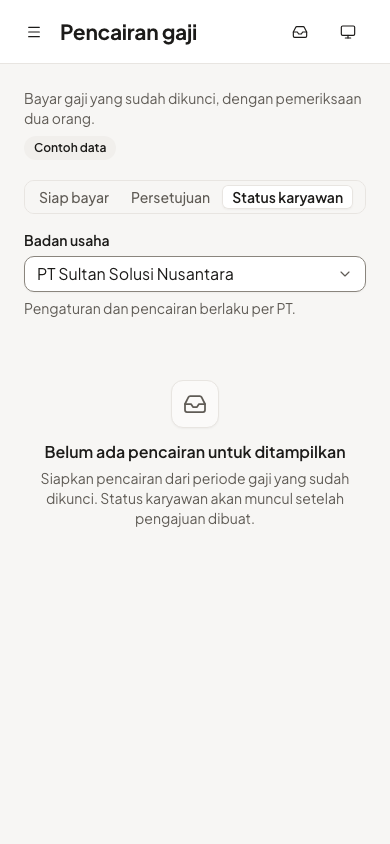 Pencairan gaji
Bayar gaji yang sudah dikunci, dengan pemeriksaan
dua orang.
Contoh data
Siap bayar
Persetujuan
Status karyawan
Badan usaha
PT Sultan Solusi Nusantara
Pengaturan dan pencairan berlaku per PT.
Belum ada pencairan untuk ditampilkan
Siapkan pencairan dari periode gaji yang sudah
dikunci. Status karyawan akan muncul setelah
pengajuan dibuat.